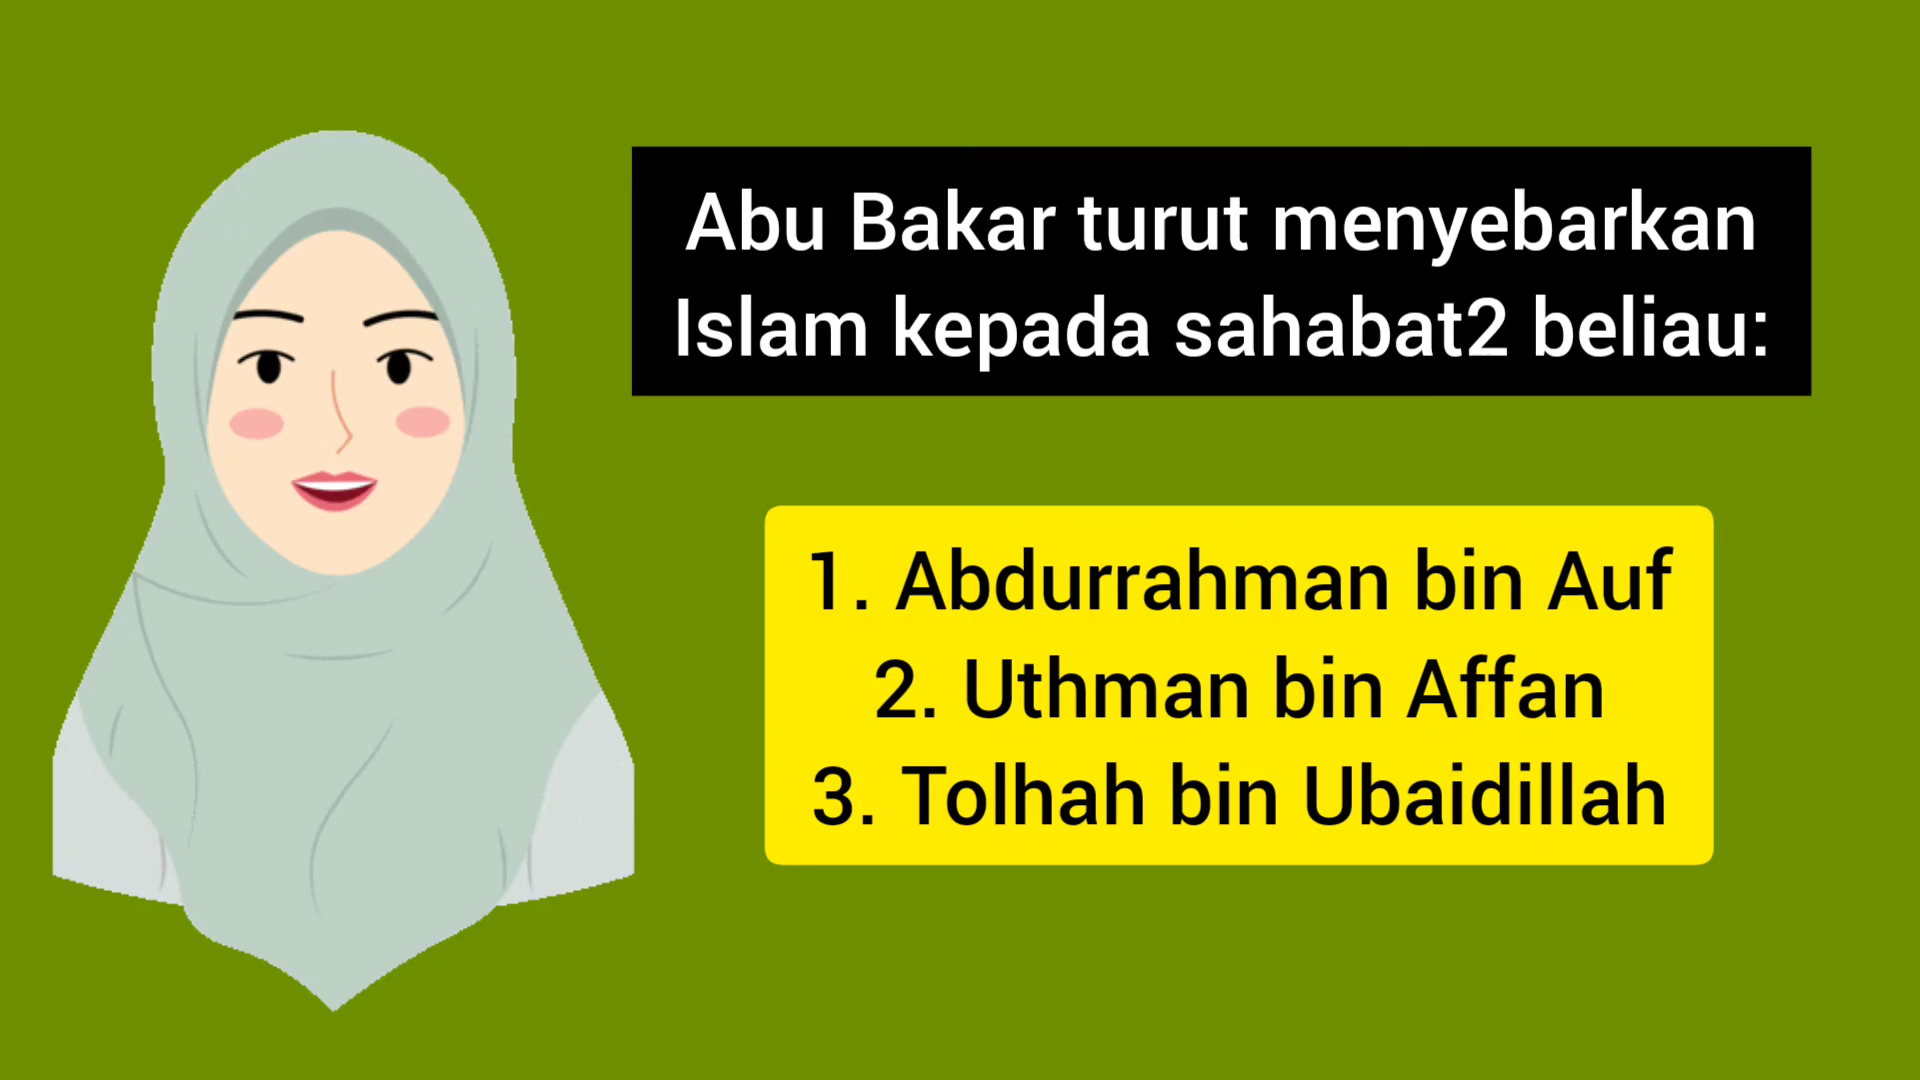 Abu Bakar turut menyebarkan
Islam kepada sahabat2 beliau:
1. Abdurrahman bin Auf
2. Uthman bin Affan
3. Tolhah bin Ubaidillah